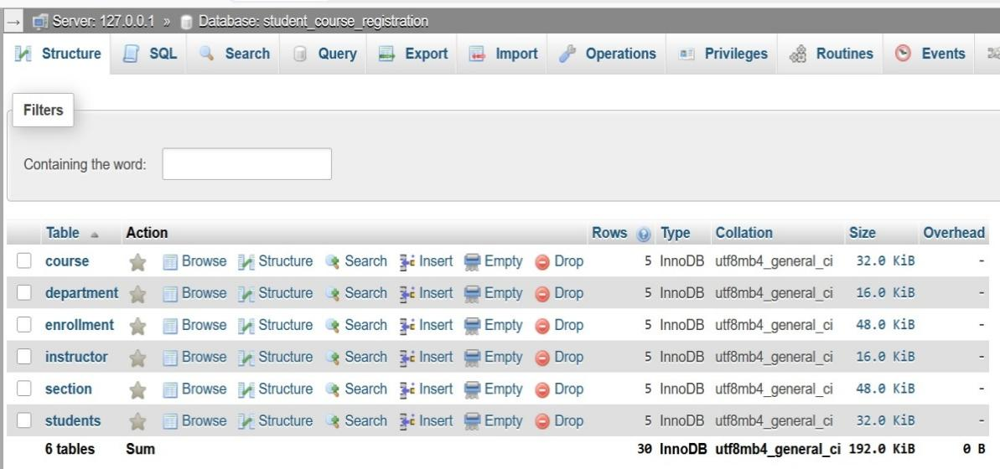 → Server: 127.0.0.1 » Database: student_course_registration
Structure SQL Search Query Export Import Operations Privileges Routines Events
Filters
Containing the word:
Table Action Rows Type Collation Size Overhead
course Browse Structure Search Insert Empty Drop 5 InnoDB utf8mb4_general_ci 32.0 KiB -
department Browse Structure Search Insert Empty Drop 5 InnoDB utf8mb4_general_ci 16.0 KiB -
enrollment Browse Structure Search Insert Empty Drop 5 InnoDB utf8mb4_general_ci 48.0 KiB -
instructor Browse Structure Search Insert Empty Drop 5 InnoDB utf8mb4_general_ci 16.0 KiB -
section Browse Structure Search Insert Empty Drop 5 InnoDB utf8mb4_general_ci 48.0 KiB -
students Browse Structure Search Insert Empty Drop 5 InnoDB utf8mb4_general_ci 32.0 KiB -
6 tables Sum 30 InnoDB utf8mb4_general_ci 192.0 KiB 0 B